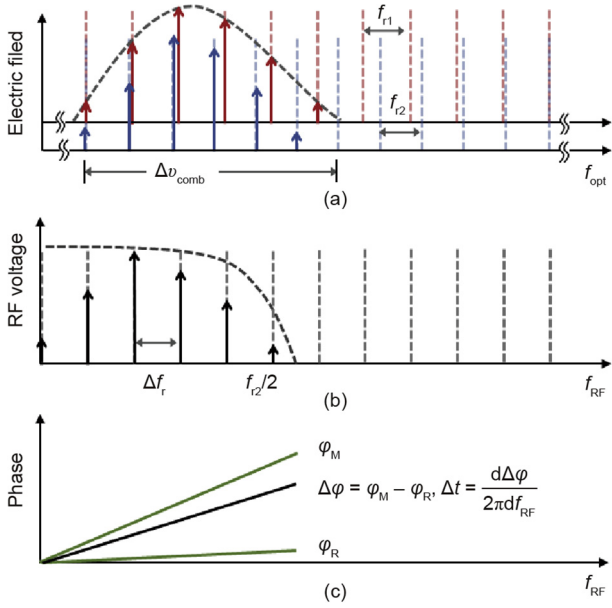 Electric filed
f_r1
f_r2
Δυ_comb
f_opt
(a)
RF voltage
Δf_r
f_r2/2
f_RF
(b)
Phase
φ_M
Δφ = φ_M − φ_R, Δt = dΔφ / 2πdf_RF
φ_R
f_RF
(c)